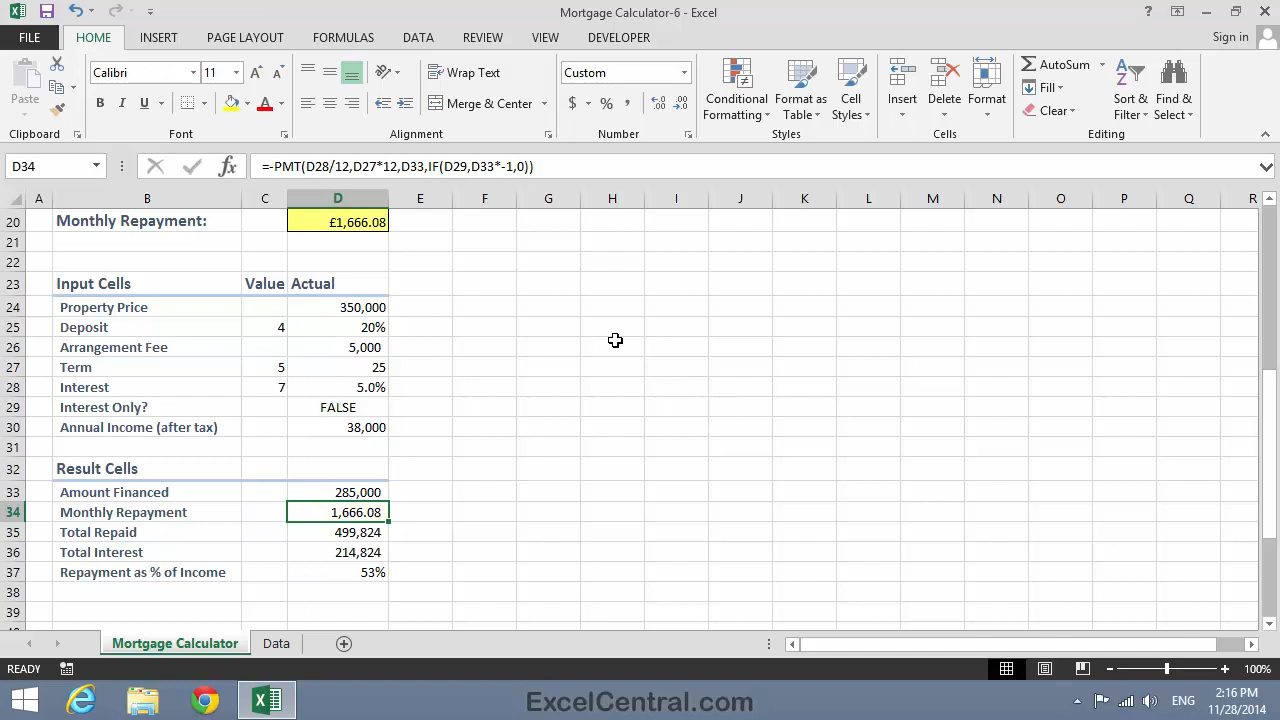 Mortgage Calculator-6 - Excel
FILE HOME INSERT PAGE LAYOUT FORMULAS DATA REVIEW VIEW DEVELOPER Sign in
Calibri 11 Wrap Text Custom AutoSum
Paste B I U A Merge & Center $ % , Conditional Formatting Format as Table Cell Styles Insert Delete Format Fill Clear Sort & Filter Find & Select
Clipboard Font Alignment Number Styles Cells Editing
D34 fx =-PMT(D28/12,D27*12,D33,IF(D29,D33*-1,0))
A B C D E F G H I J K L M N O P Q R
20 Monthly Repayment: £1,666.08
21
22
23 Input Cells Value Actual
24 Property Price 350,000
25 Deposit 4 20%
26 Arrangement Fee 5,000
27 Term 5 25
28 Interest 7 5.0%
29 Interest Only? FALSE
30 Annual Income (after tax) 38,000
31
32 Result Cells
33 Amount Financed 285,000
34 Monthly Repayment 1,666.08
35 Total Repaid 499,824
36 Total Interest 214,824
37 Repayment as % of Income 53%
38
39
Mortgage Calculator Data
READY 100%
ExcelCentral.com ENG 2:16 PM
11/28/2014